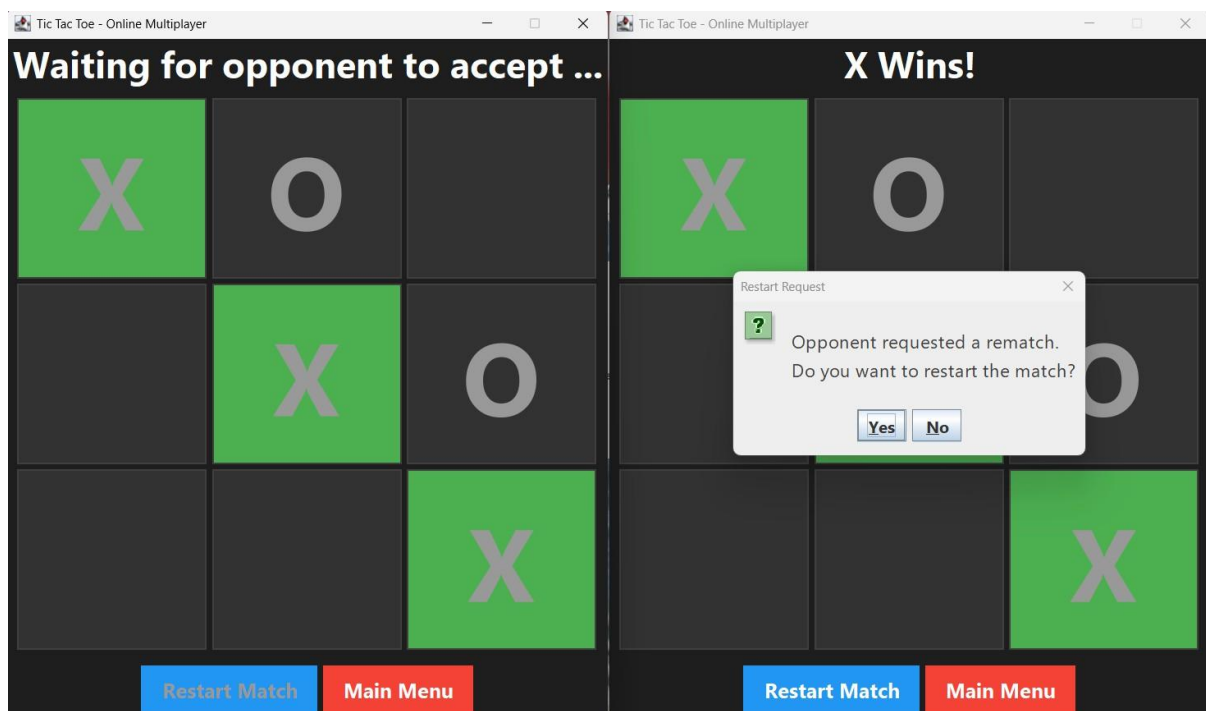 Tic Tac Toe - Online Multiplayer
Waiting for opponent to accept ...
X O
X O
X
Restart Match Main Menu
Tic Tac Toe - Online Multiplayer
X Wins!
X O
O
X
Restart Request
?
Opponent requested a rematch.
Do you want to restart the match?
Yes No
Restart Match Main Menu